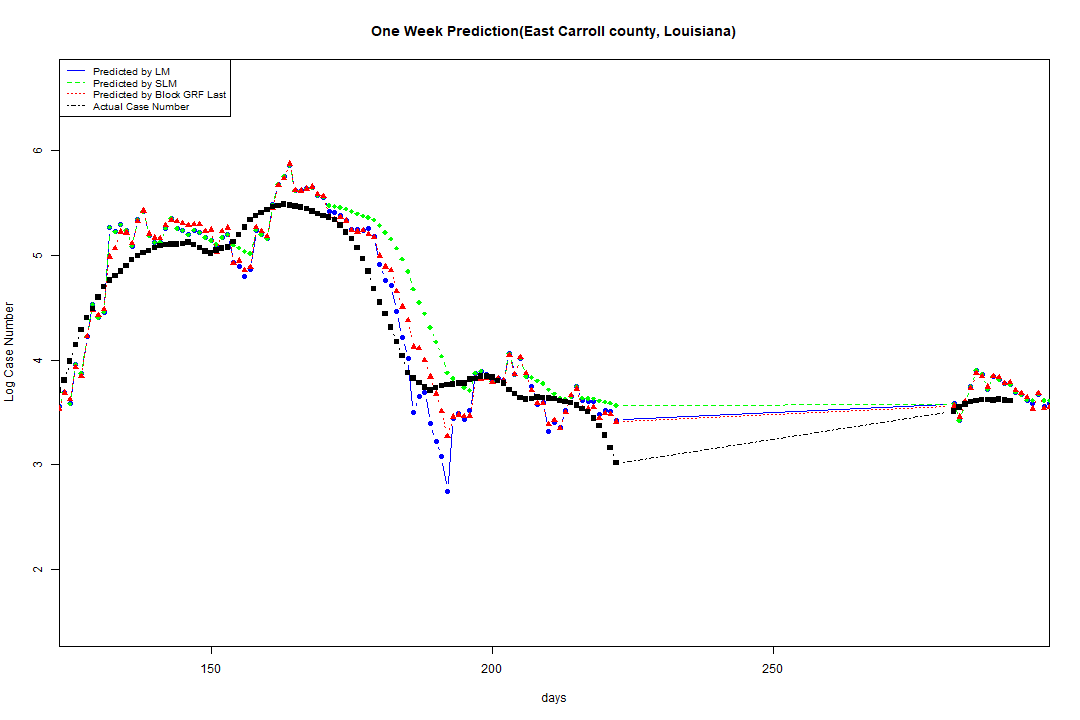 One Week Prediction(East Carroll county, Louisiana)
Predicted by LM
Predicted by SLM
Predicted by Block GRF Last
Actual Case Number
6
5
4
3
2
Log Case Number
150
200
250
days